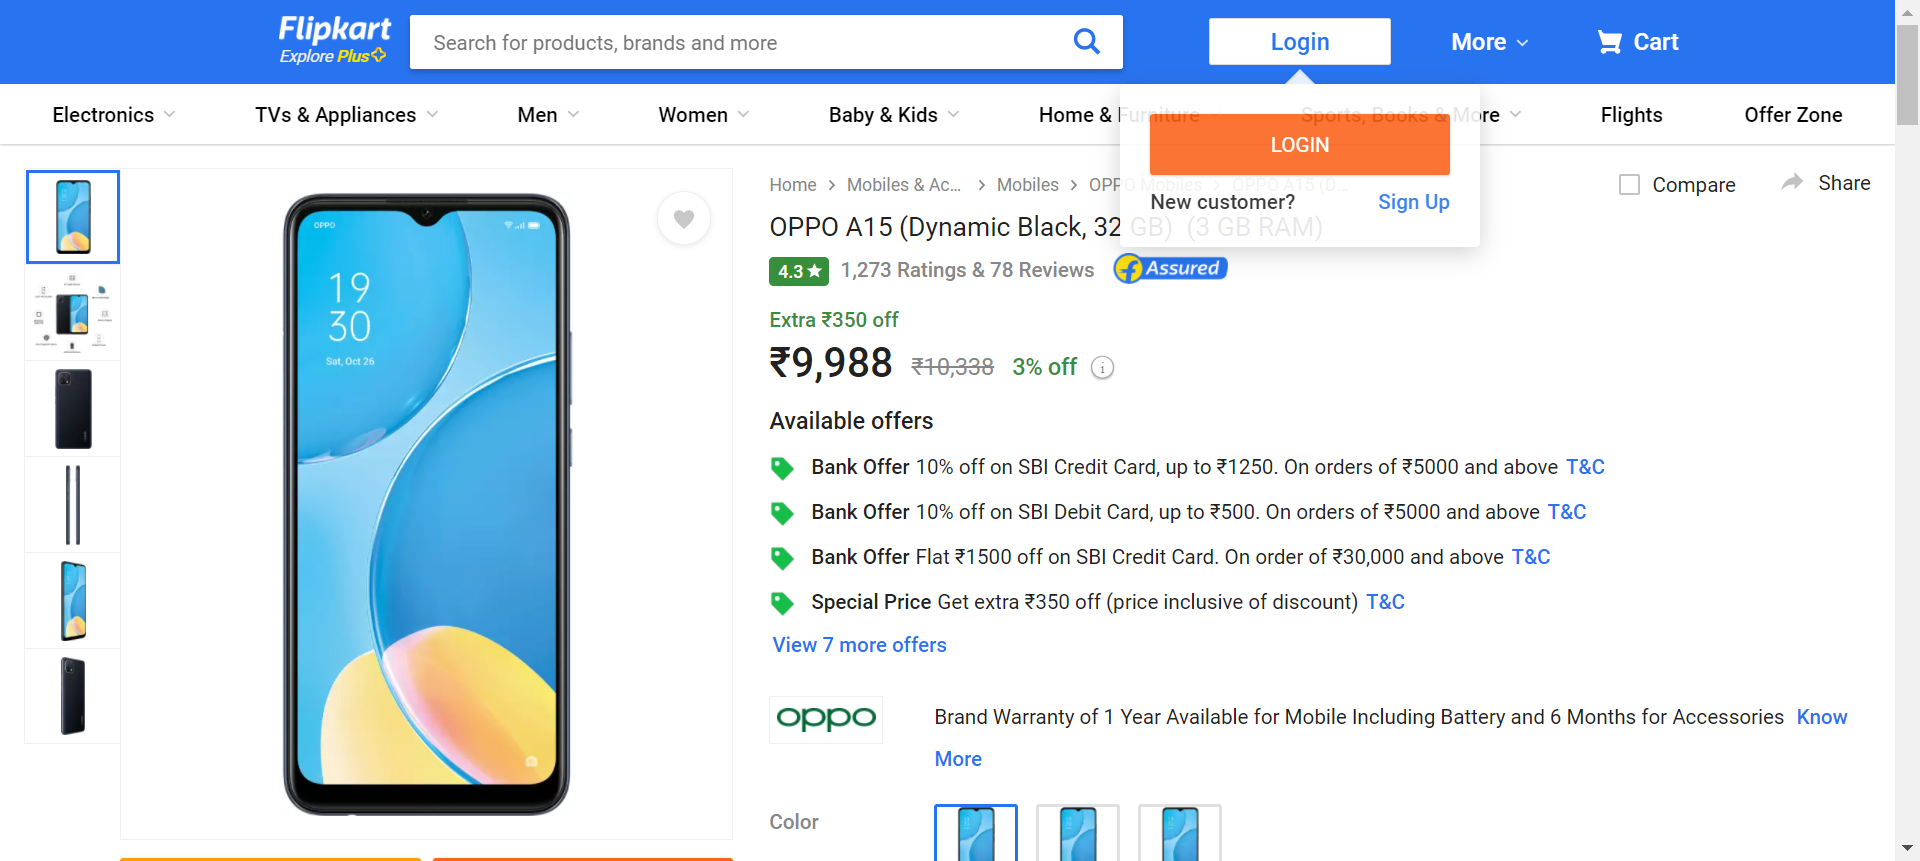 Flipkart
Explore Plus
Search for products, brands and more
Login
More
Cart
Electronics
TVs & Appliances
Men
Women
Baby & Kids
Home & Furniture
Sports, Books & More
Flights
Offer Zone
LOGIN
New customer?
Sign Up
Home
Mobiles & Ac...
Mobiles
OPPO Mobiles
OPPO A15 (D...
Compare
Share
OPPO A15 (Dynamic Black, 32 GB) (3 GB RAM)
4.3
1,273 Ratings & 78 Reviews
Assured
Extra ₹350 off
₹9,988 ₹10,338 3% off
Available offers
Bank Offer 10% off on SBI Credit Card, up to ₹1250. On orders of ₹5000 and above T&C
Bank Offer 10% off on SBI Debit Card, up to ₹500. On orders of ₹5000 and above T&C
Bank Offer Flat ₹1500 off on SBI Credit Card. On order of ₹30,000 and above T&C
Special Price Get extra ₹350 off (price inclusive of discount) T&C
View 7 more offers
oppo
Brand Warranty of 1 Year Available for Mobile Including Battery and 6 Months for Accessories Know
More
Color
OPPO
19
30
Sat, Oct 26